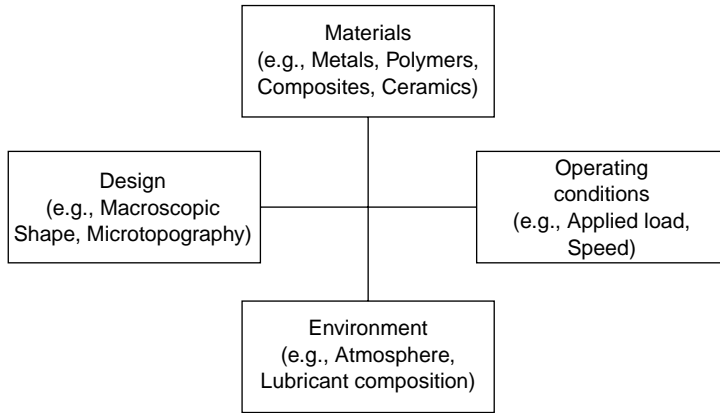 Materials
(e.g., Metals, Polymers,
Composites, Ceramics)
Design
(e.g., Macroscopic
Shape, Microtopography)
Operating
conditions
(e.g., Applied load,
Speed)
Environment
(e.g., Atmosphere,
Lubricant composition)